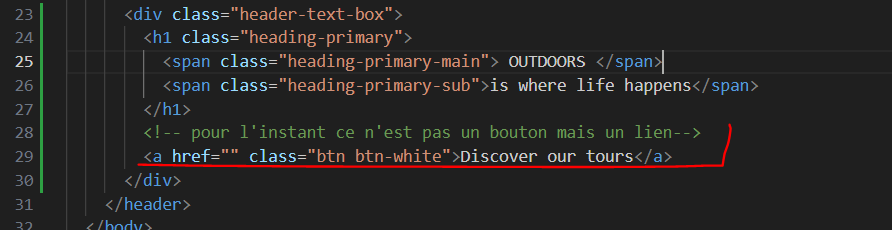 23 <div class="header-text-box">
24 <h1 class="heading-primary">
25 <span class="heading-primary-main"> OUTDOORS </span>
26 <span class="heading-primary-sub">is where life happens</span>
27 </h1>
28 <!-- pour l'instant ce n'est pas un bouton mais un lien-->
29 <a href="" class="btn btn-white">Discover our tours</a>
30 </div>
31 </header>
32 </body>